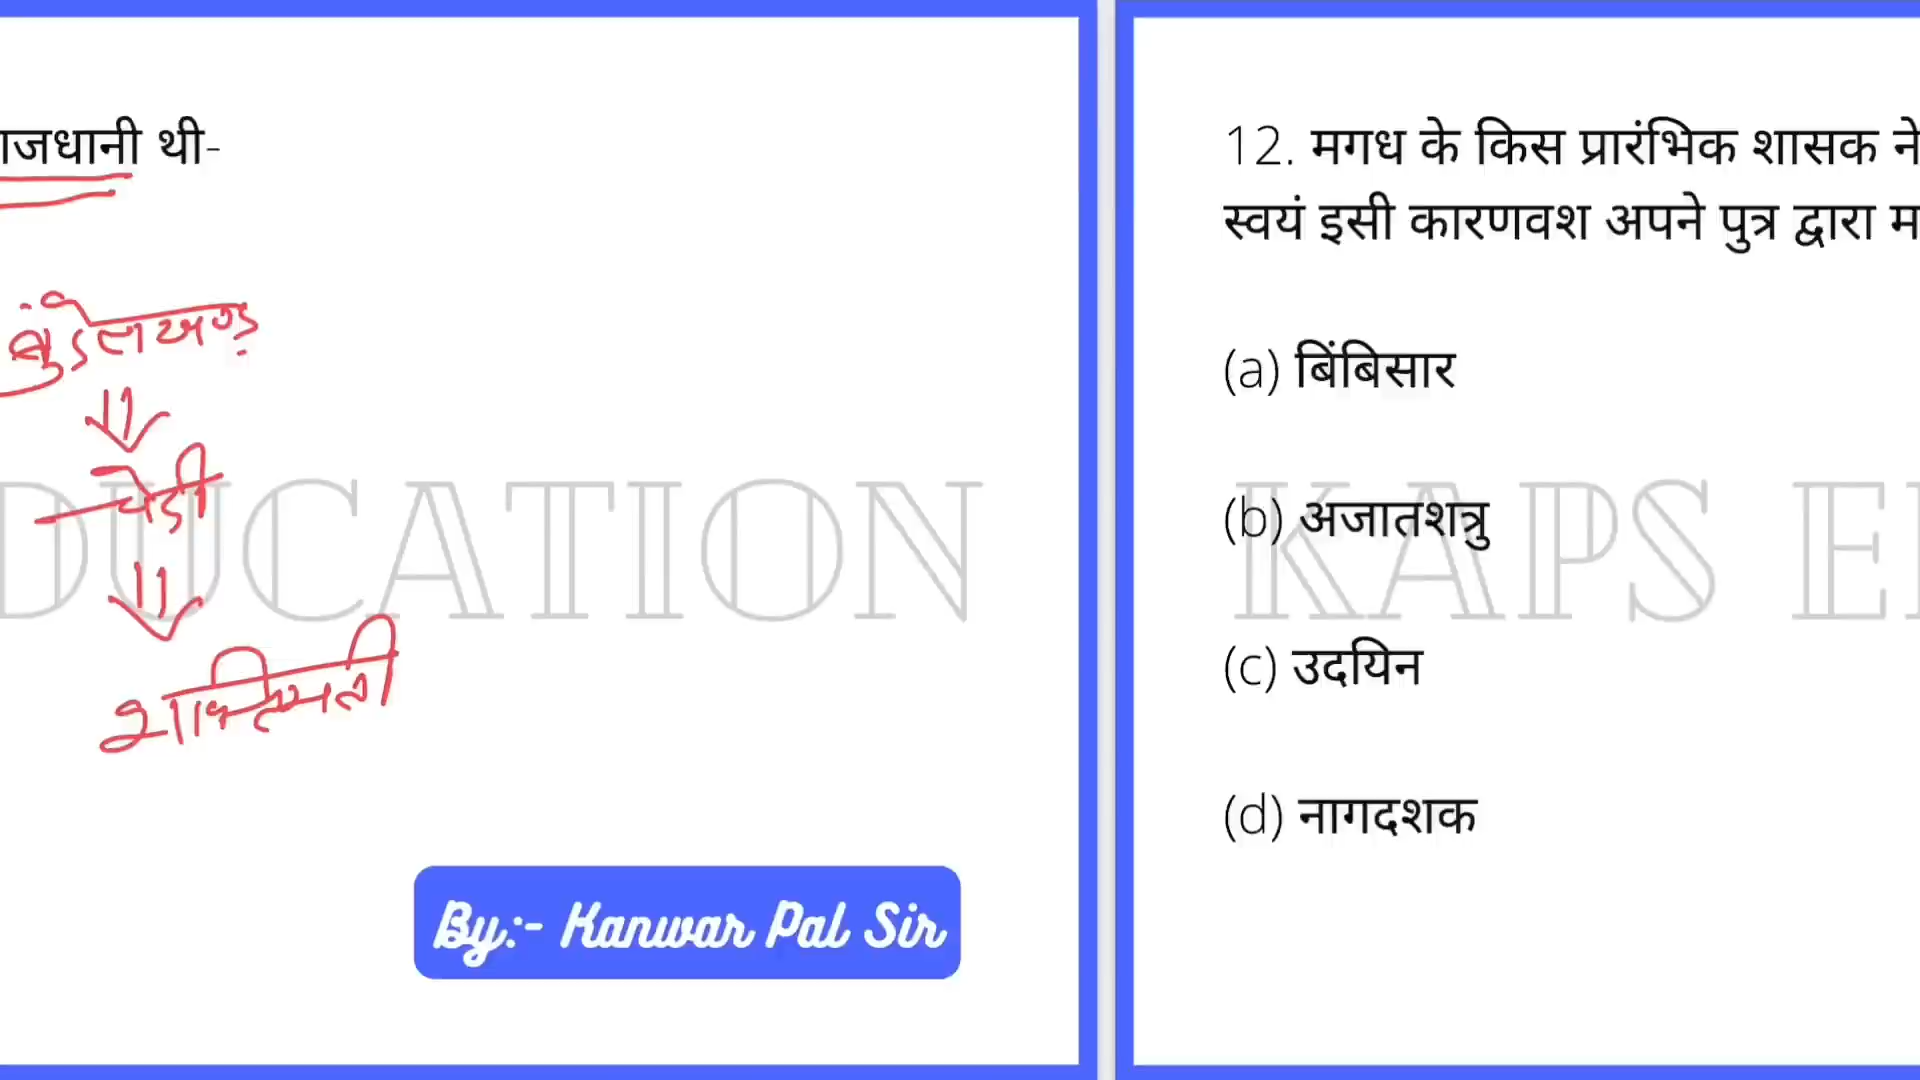 राजधानी थी-
बुंदेलखण्ड
चेदी
शक्तिमती
DUCATION
By:- Kanwar Pal Sir
12. मगध के किस प्रारंभिक शासक ने
स्वयं इसी कारणवश अपने पुत्र द्वारा म
(a) बिंबिसार
(b) अजातशत्रु
KAPS E
(c) उदयिन
(d) नागदशक